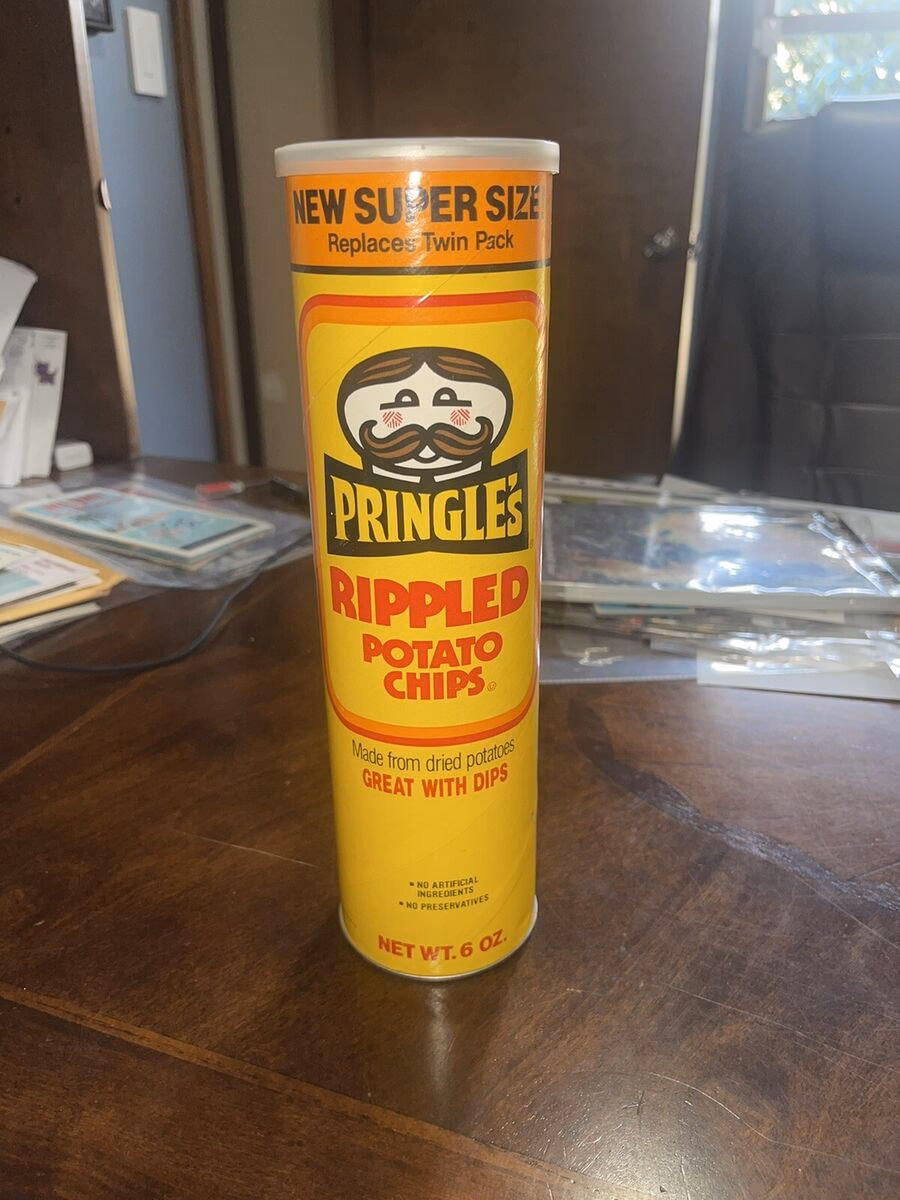 NEW SUPER SIZE
Replaces Twin Pack
PRINGLE'S
RIPPLED
POTATO
CHIPS
Made from dried potatoes
GREAT WITH DIPS
▪ NO ARTIFICIAL
INGREDIENTS
▪ NO PRESERVATIVES
NET WT. 6 OZ.